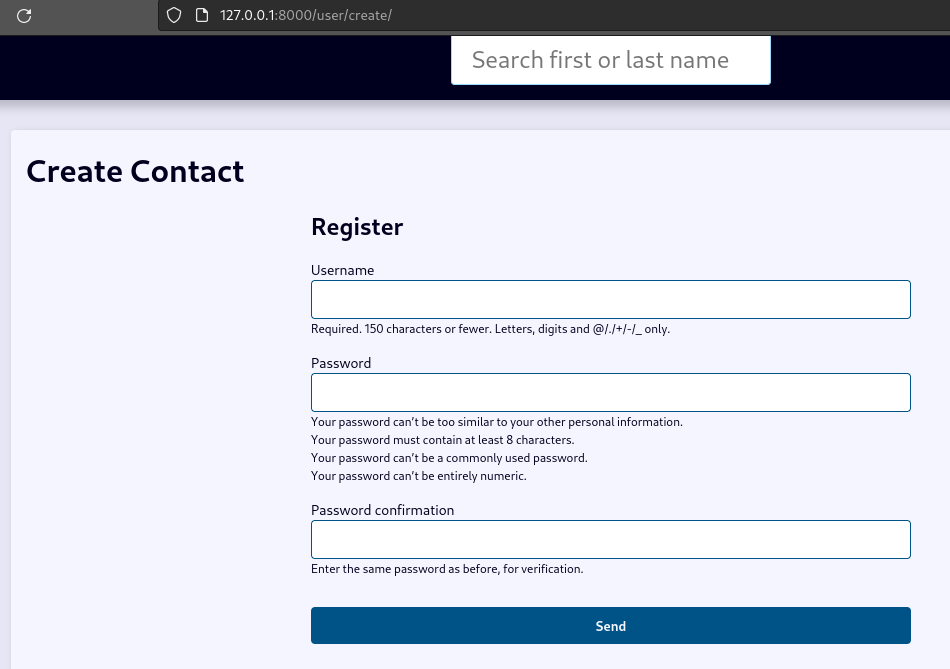 127.0.0.1:8000/user/create/
Search first or last name
Create Contact
Register
Username
Required. 150 characters or fewer. Letters, digits and @/./+/-/_ only.
Password
Your password can’t be too similar to your other personal information.
Your password must contain at least 8 characters.
Your password can’t be a commonly used password.
Your password can’t be entirely numeric.
Password confirmation
Enter the same password as before, for verification.
Send